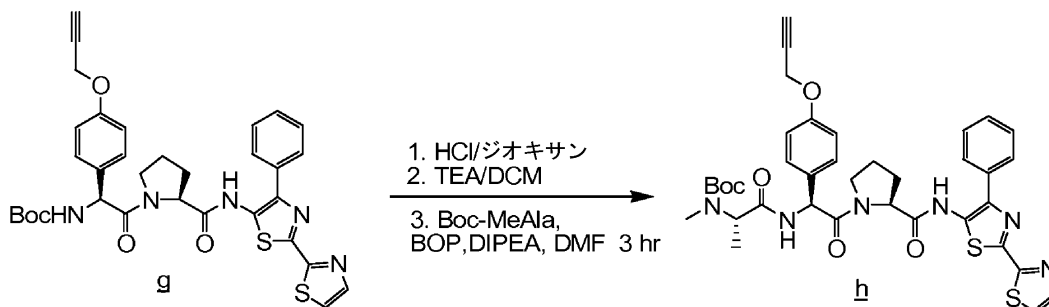 O
BocHN
O
N
O
H
N
S
N
S
N
g
1. HCl/ジオキサン
2. TEA/DCM
3. Boc-MeAla,
BOP,DIPEA, DMF 3 hr
O
Boc
N
O
N
H
O
N
O
H
N
S
N
S
N
h